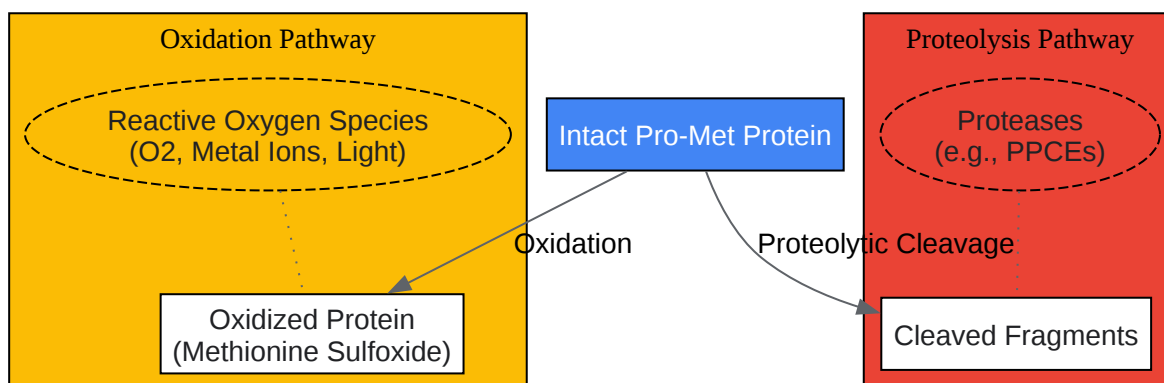 Oxidation Pathway
Reactive Oxygen Species
(O2, Metal Ions, Light)
Intact Pro-Met Protein
Proteolysis Pathway
Proteases
(e.g., PPCEs)
Oxidation
Proteolytic Cleavage
Oxidized Protein
(Methionine Sulfoxide)
Cleaved Fragments